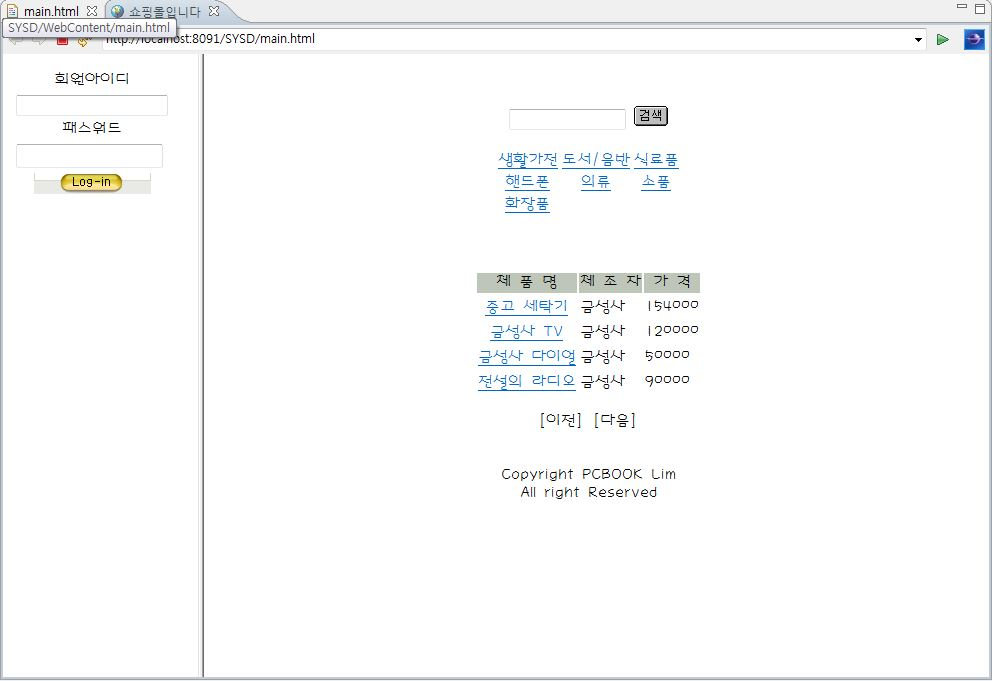 main.html 쇼핑몰입니다
SYSD/WebContent/main.html
http://localhost:8091/SYSD/main.html
회원아이디
패스워드
Log-in
검색
생활가전 도서/음반 식료품
핸드폰 의류 소품
화장품
제 품 명 제 조 자 가 격
중고 세탁기 금성사 154000
금성사 TV 금성사 120000
금성사 다이얼 금성사 50000
전설의 라디오 금성사 90000
[이전] [다음]
Copyright PCBOOK Lim
All right Reserved